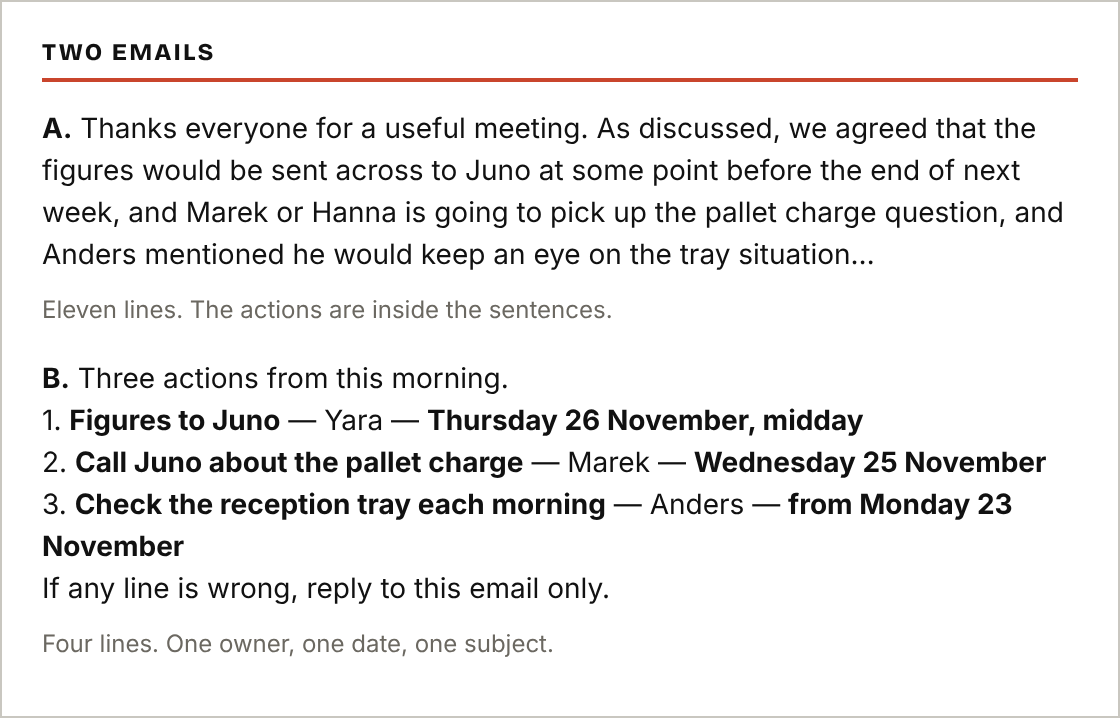 TWO EMAILS
A. Thanks everyone for a useful meeting. As discussed, we agreed that the
figures would be sent across to Juno at some point before the end of next
week, and Marek or Hanna is going to pick up the pallet charge question, and
Anders mentioned he would keep an eye on the tray situation...
Eleven lines. The actions are inside the sentences.
B. Three actions from this morning.
1. Figures to Juno — Yara — Thursday 26 November, midday
2. Call Juno about the pallet charge — Marek — Wednesday 25 November
3. Check the reception tray each morning — Anders — from Monday 23
November
If any line is wrong, reply to this email only.
Four lines. One owner, one date, one subject.